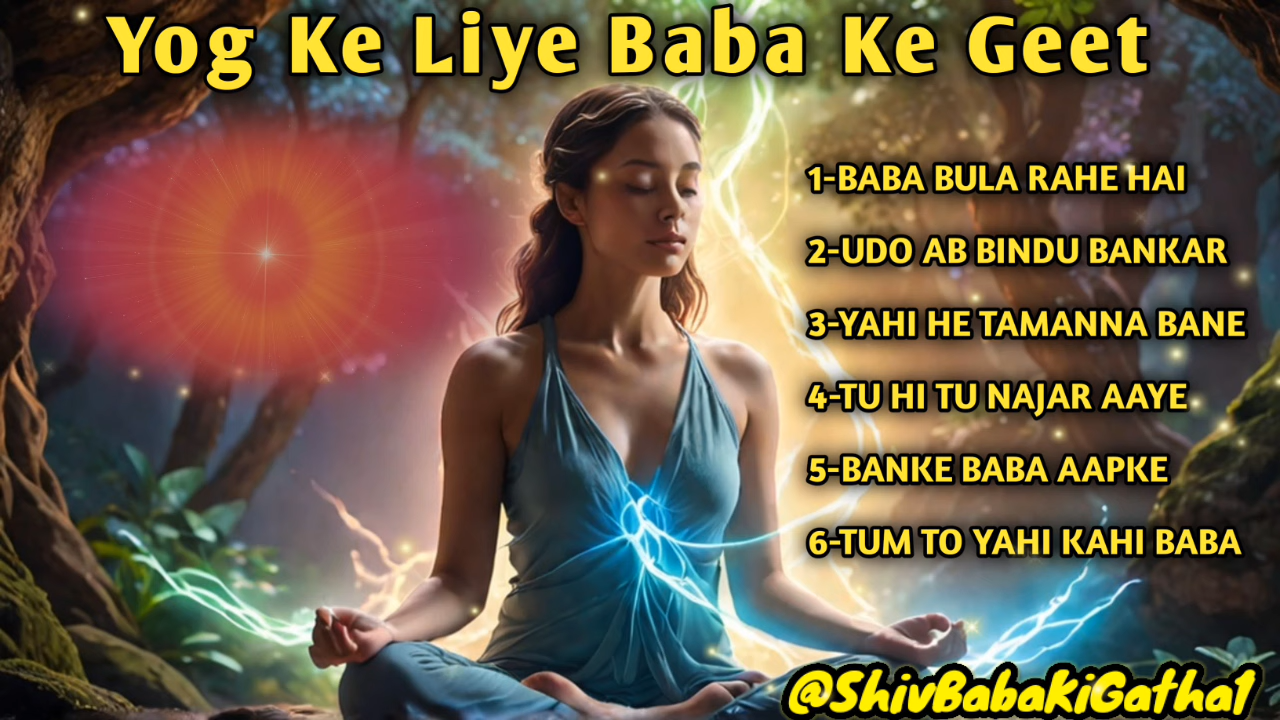 Yog Ke Liye Baba Ke Geet
1-BABA BULA RAHE HAI
2-UDO AB BINDU BANKAR
3-YAHI HE TAMANNA BANE
4-TU HI TU NAJAR AAYE
5-BANKE BABA AAPKE
6-TUM TO YAHI KAHI BABA
@ShivBabaKiGatha1